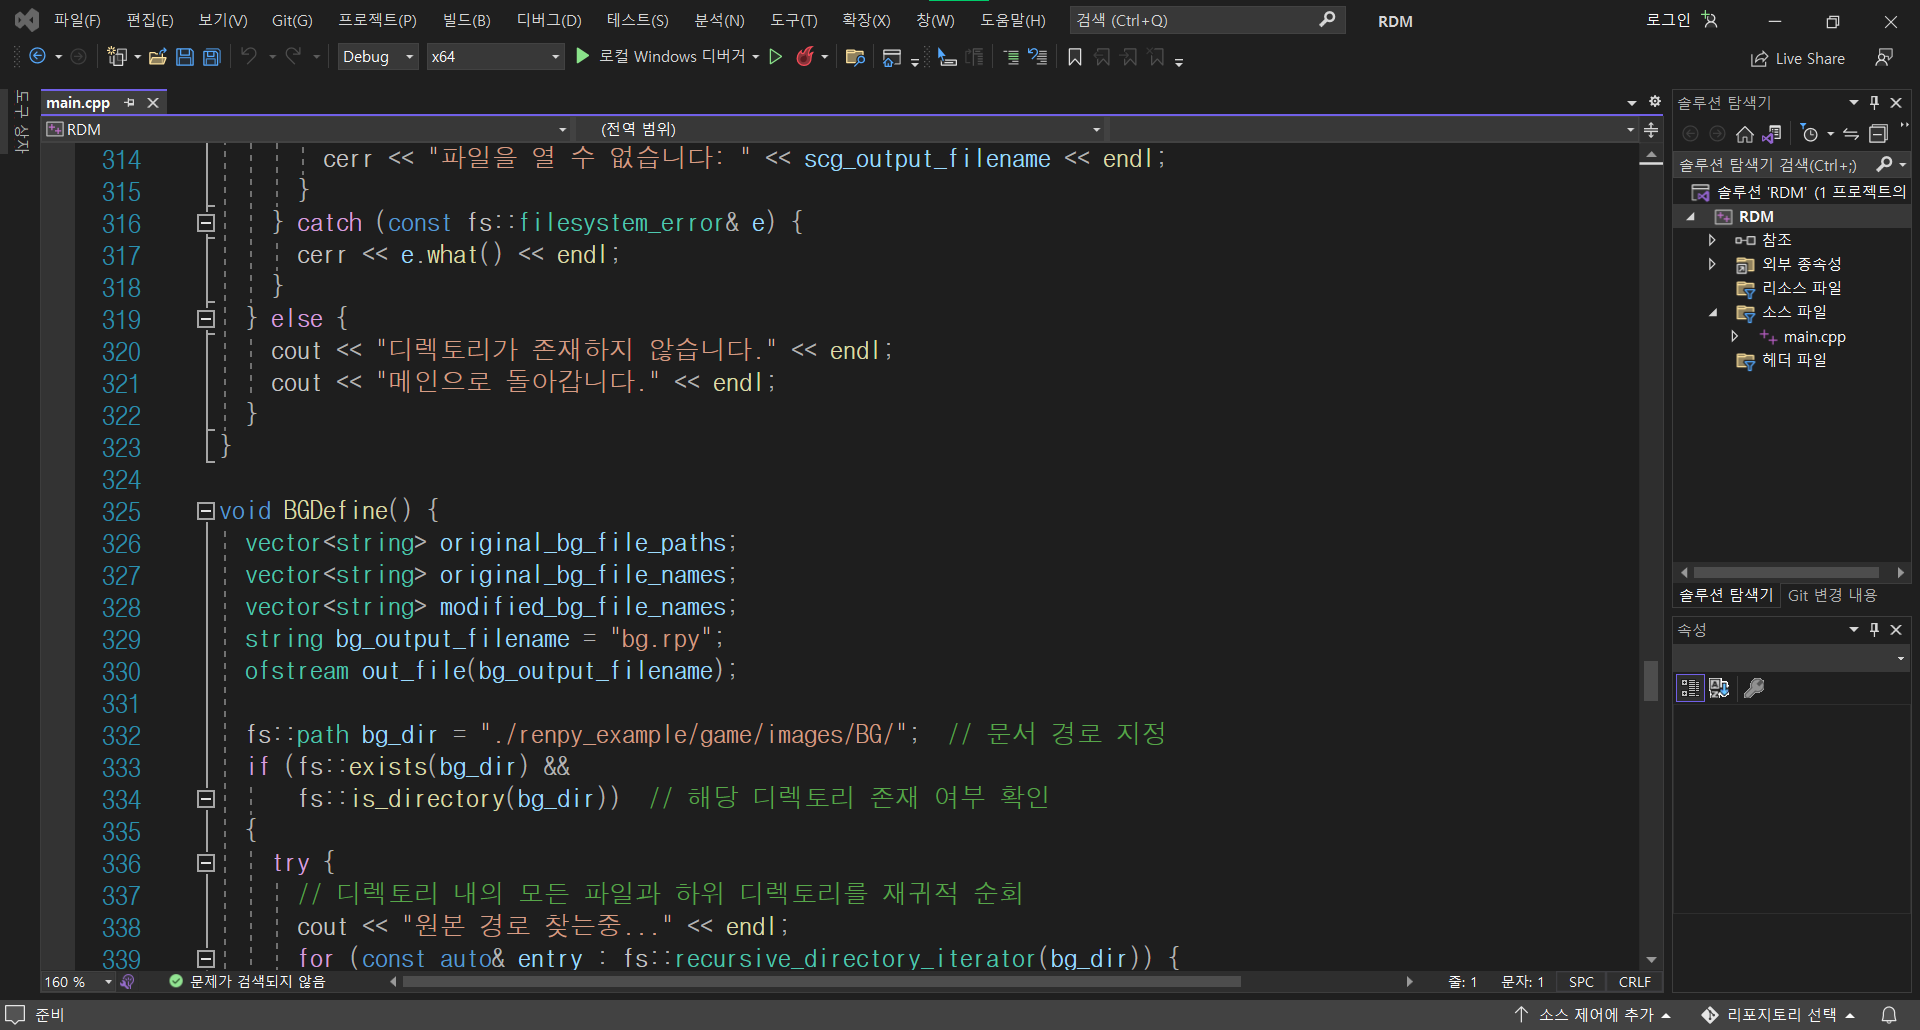 파일(F) 편집(E) 보기(V) Git(G) 프로젝트(P) 빌드(B) 디버그(D) 테스트(S) 분석(N) 도구(T) 확장(X) 창(W) 도움말(H) 검색 (Ctrl+Q) RDM 로그인
Debug x64 로컬 Windows 디버거 Live Share
도구 상자
main.cpp
RDM (전역 범위)
314 cerr << "파일을 열 수 없습니다: " << scg_output_filename << endl;
315 }
316 } catch (const fs::filesystem_error& e) {
317 cerr << e.what() << endl;
318 }
319 } else {
320 cout << "디렉토리가 존재하지 않습니다." << endl;
321 cout << "메인으로 돌아갑니다." << endl;
322 }
323 }
324
325 void BGDefine() {
326 vector<string> original_bg_file_paths;
327 vector<string> original_bg_file_names;
328 vector<string> modified_bg_file_names;
329 string bg_output_filename = "bg.rpy";
330 ofstream out_file(bg_output_filename);
331
332 fs::path bg_dir = "./renpy_example/game/images/BG/"; // 문서 경로 지정
333 if (fs::exists(bg_dir) &&
334 fs::is_directory(bg_dir)) // 해당 디렉토리 존재 여부 확인
335 {
336 try {
337 // 디렉토리 내의 모든 파일과 하위 디렉토리를 재귀적 순회
338 cout << "원본 경로 찾는중..." << endl;
339 for (const auto& entry : fs::recursive_directory_iterator(bg_dir)) {
160 % 문제가 검색되지 않음 줄: 1 문자: 1 SPC CRLF
솔루션 탐색기
솔루션 탐색기 검색(Ctrl+;)
솔루션 'RDM' (1 프로젝트의
RDM
참조
외부 종속성
리소스 파일
소스 파일
main.cpp
헤더 파일
솔루션 탐색기 Git 변경 내용
속성
준비 소스 제어에 추가 리포지토리 선택